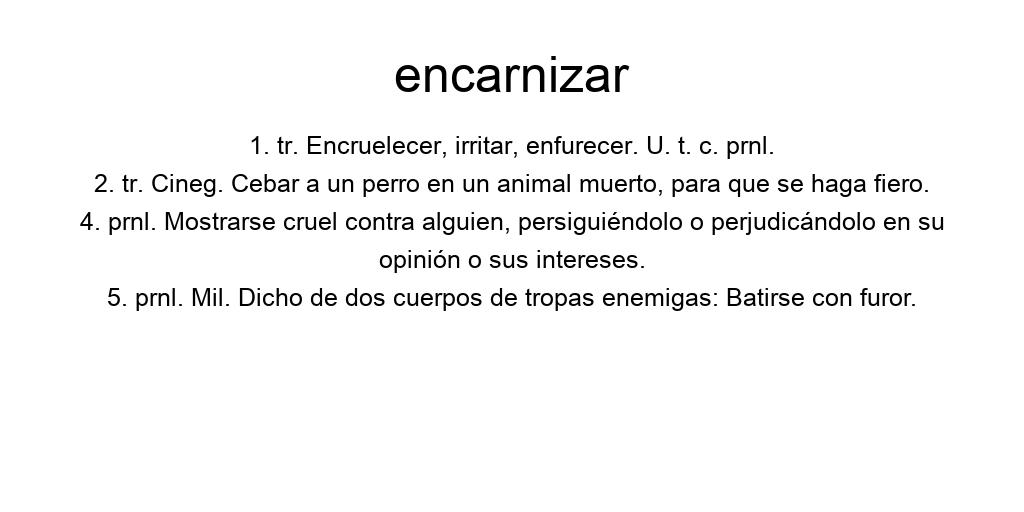 encarnizar
1. tr. Encruelecer, irritar, enfurecer. U. t. c. prnl.
2. tr. Cineg. Cebar a un perro en un animal muerto, para que se haga fiero.
4. prnl. Mostrarse cruel contra alguien, persiguiéndolo o perjudicándolo en su
opinión o sus intereses.
5. prnl. Mil. Dicho de dos cuerpos de tropas enemigas: Batirse con furor.